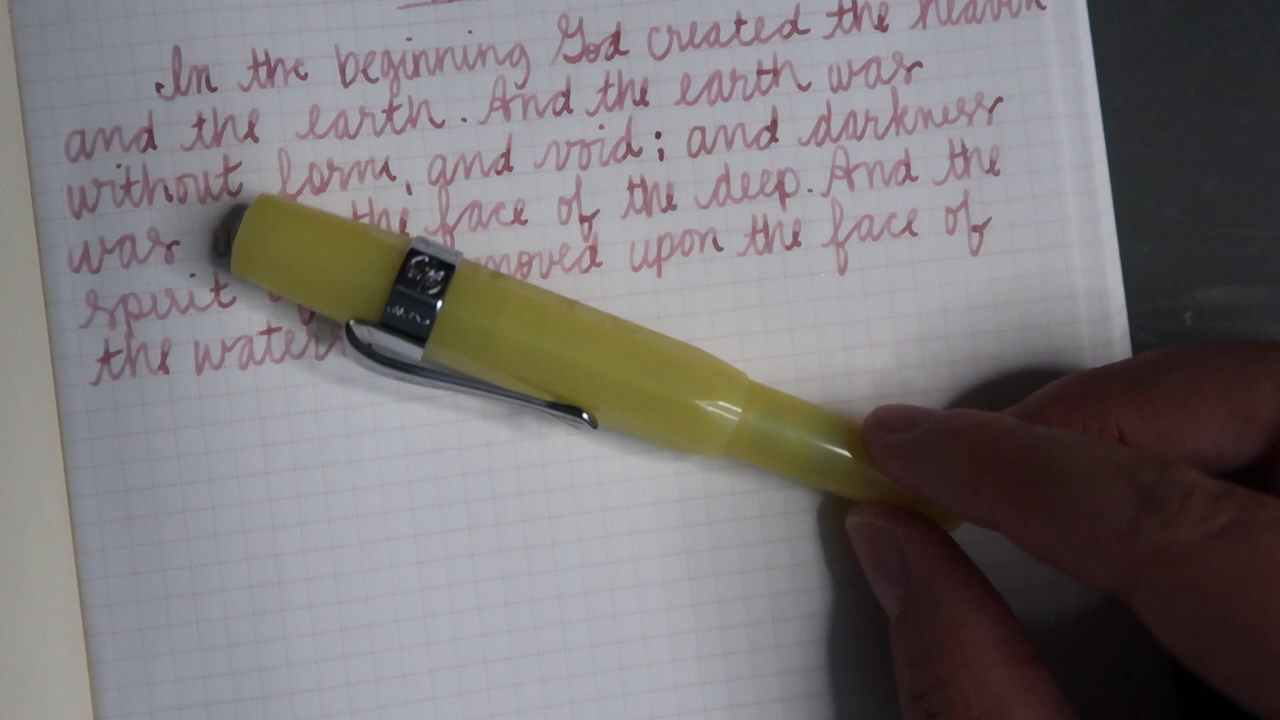 In the beginning God created the heaven
and the earth. And the earth was
without form, and void; and darkness
was the face of the deep. And the
spirit moved upon the face of
the water